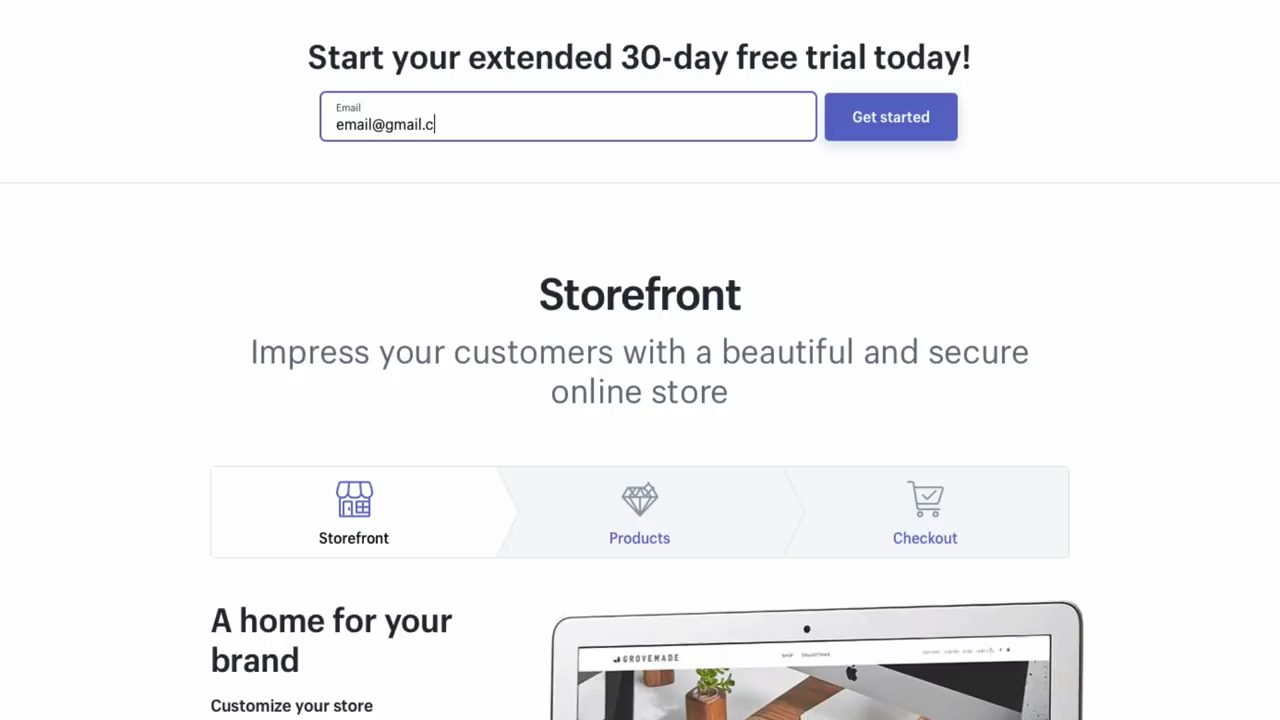 Start your extended 30-day free trial today!
Email
email@gmail.c
Get started
Storefront
Impress your customers with a beautiful and secure
online store
Storefront
Products
Checkout
A home for your
brand
GROVEMADE
SHOP
Customize your store